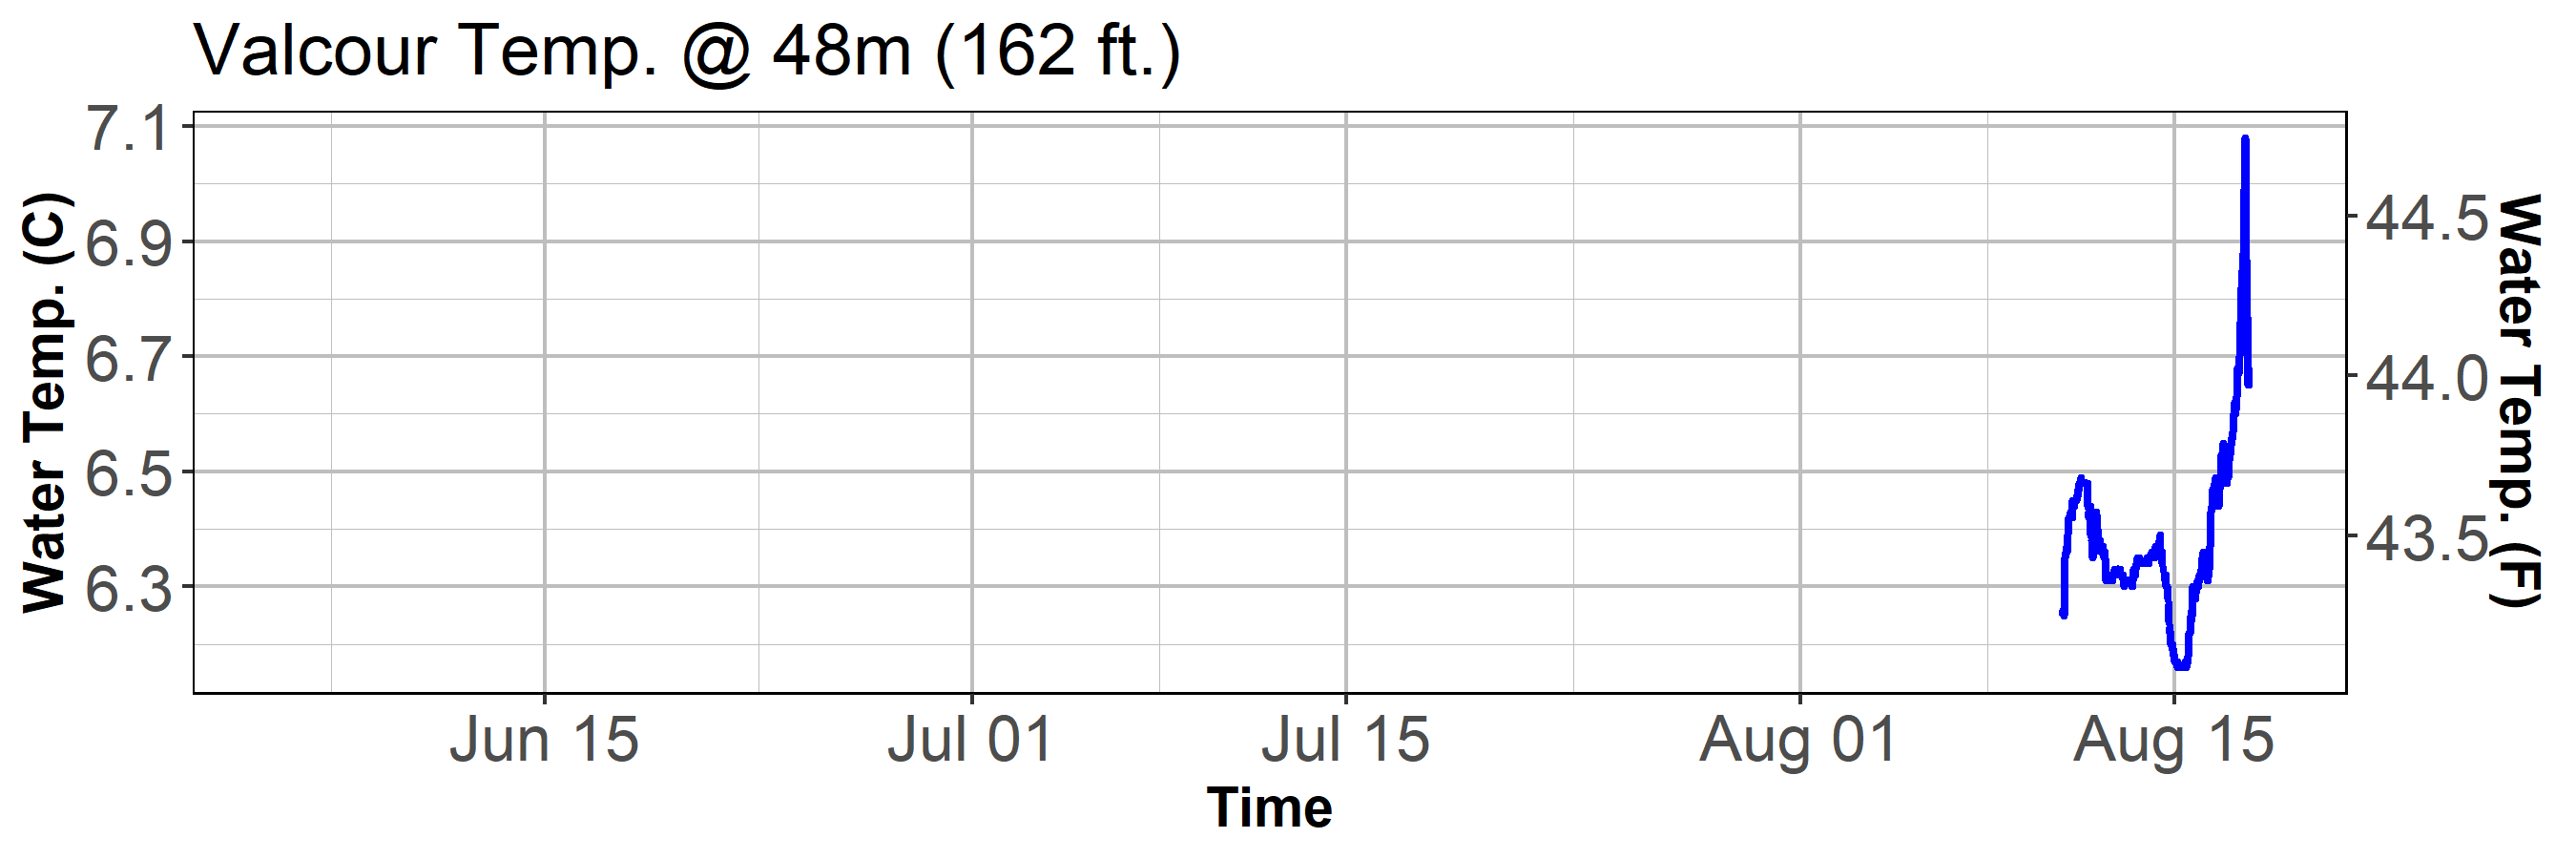 Valcour Temp. @ 48m (162 ft.)
Water Temp. (C)
7.1
6.9
6.7
6.5
6.3
44.5
44.0
43.5
Water Temp. (F)
Jun 15 Jul 01 Jul 15 Aug 01 Aug 15
Time